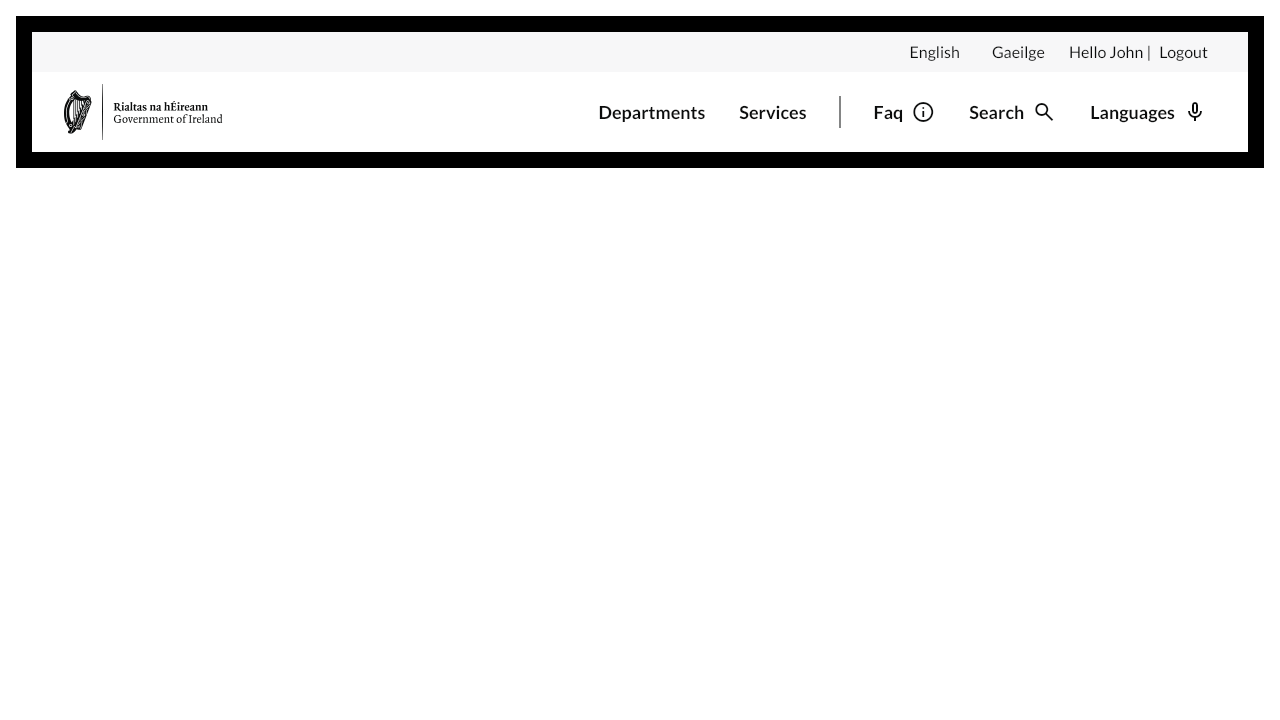 English Gaeilge Hello John | Logout
Rialtas na hÉireann
Government of Ireland
Departments Services Faq Search Languages